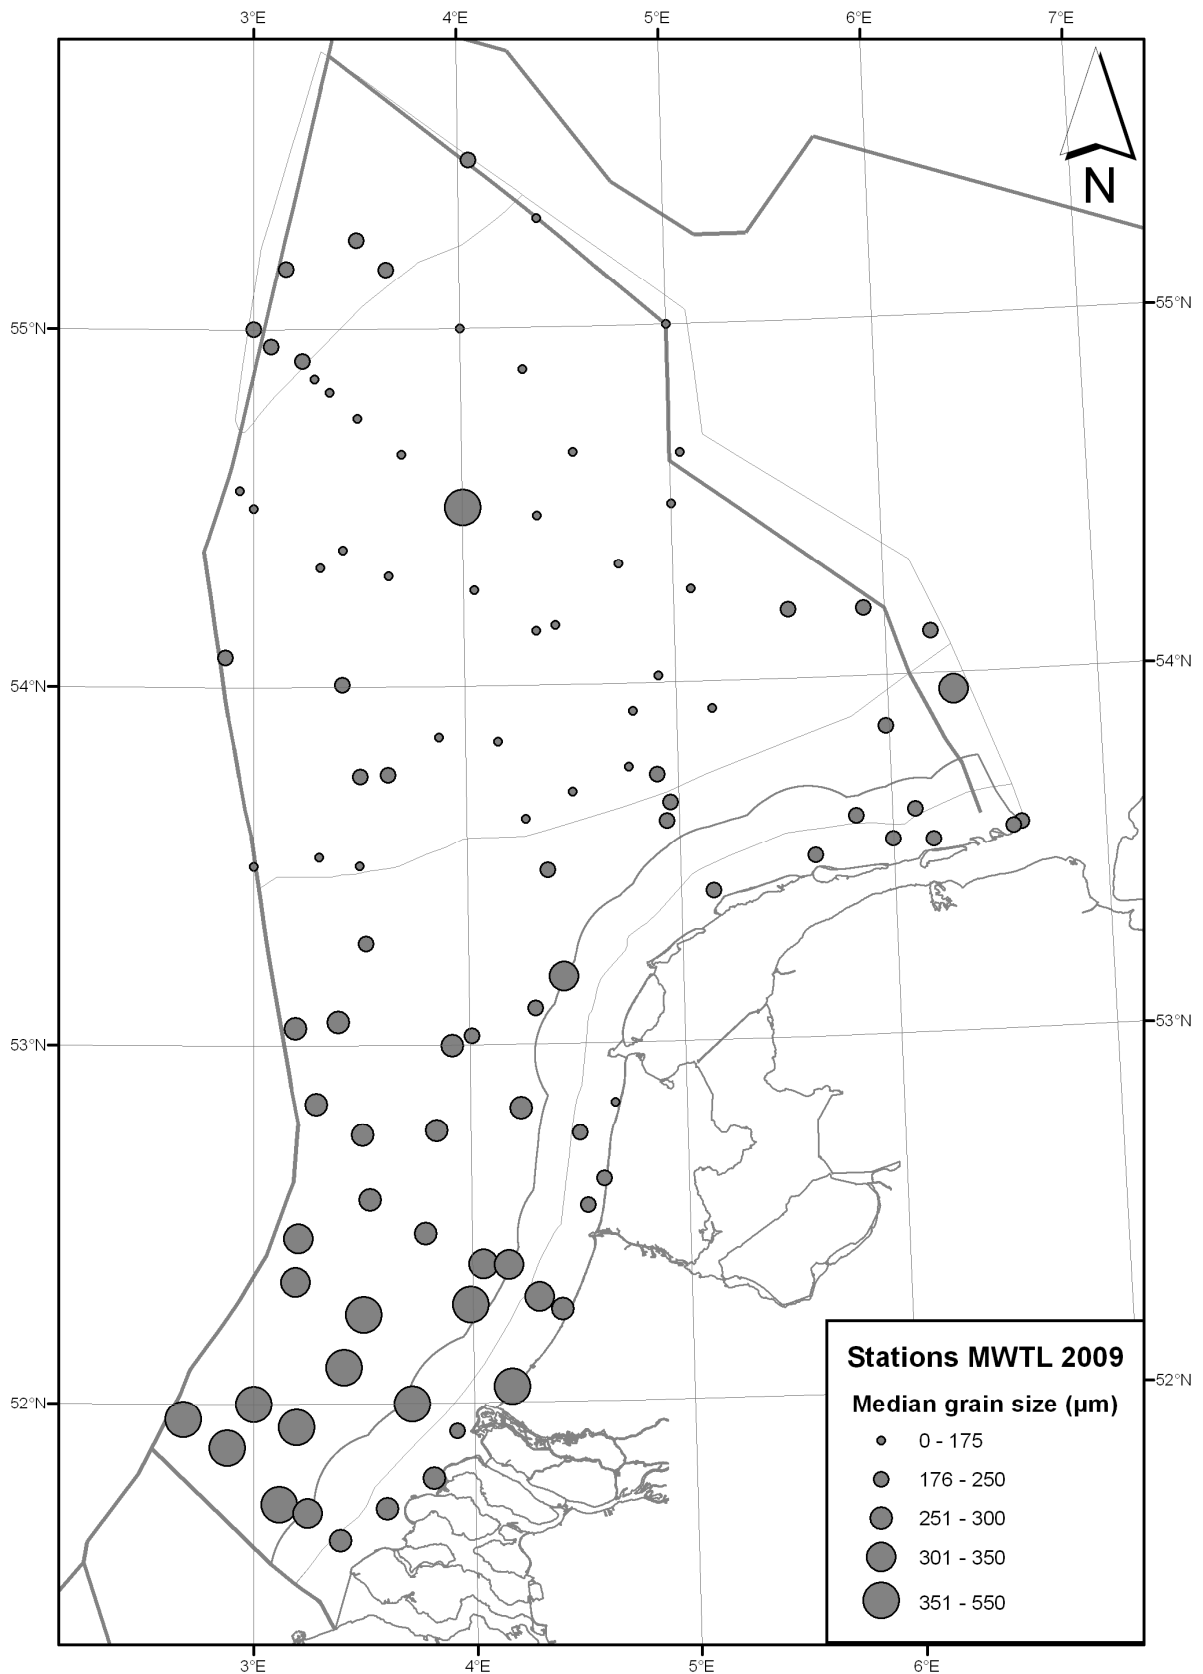 3°E 4°E 5°E 6°E 7°E
N
55°N 55°N
54°N 54°N
53°N 53°N
52°N 52°N
Stations MWTL 2009
Median grain size (µm)
0 - 175
176 - 250
251 - 300
301 - 350
351 - 550
3°E 4°E 5°E 6°E